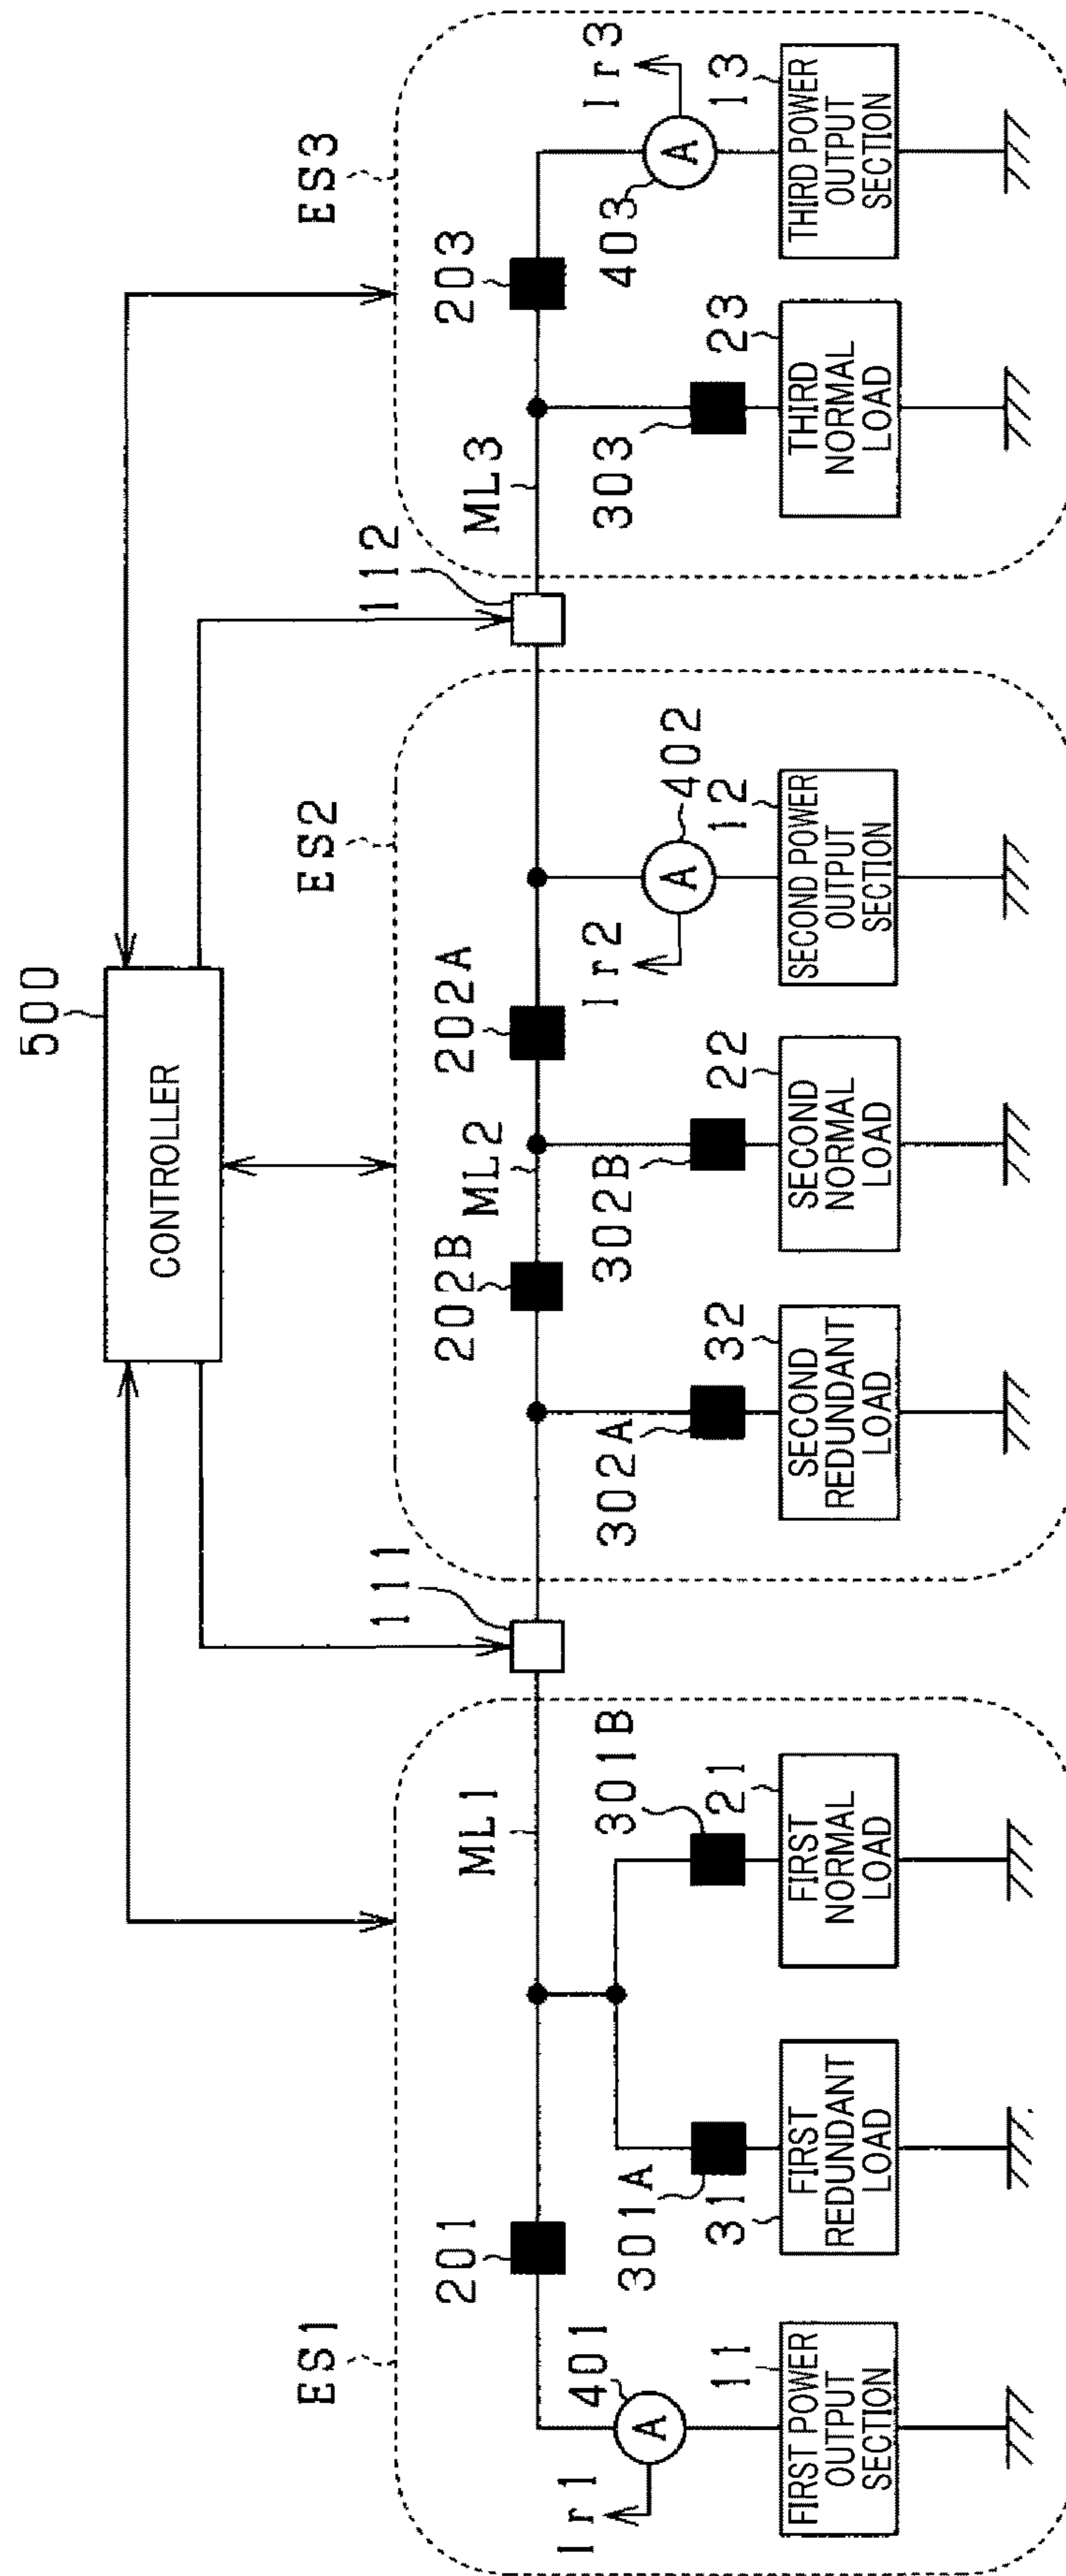 500
CONTROLLER
ES1
ES2
ES3
111
112
201
ML1
202B
ML2
202A
ML3
203
Ir1
401
A
301A
301B
302A
302B
Ir2
A
402
303
403
A
Ir3
11
FIRST POWER
OUTPUT
SECTION
31
FIRST
REDUNDANT
LOAD
21
FIRST
NORMAL
LOAD
32
SECOND
REDUNDANT
LOAD
22
SECOND
NORMAL
LOAD
12
SECOND POWER
OUTPUT
SECTION
23
THIRD
NORMAL
LOAD
13
THIRD POWER
OUTPUT
SECTION